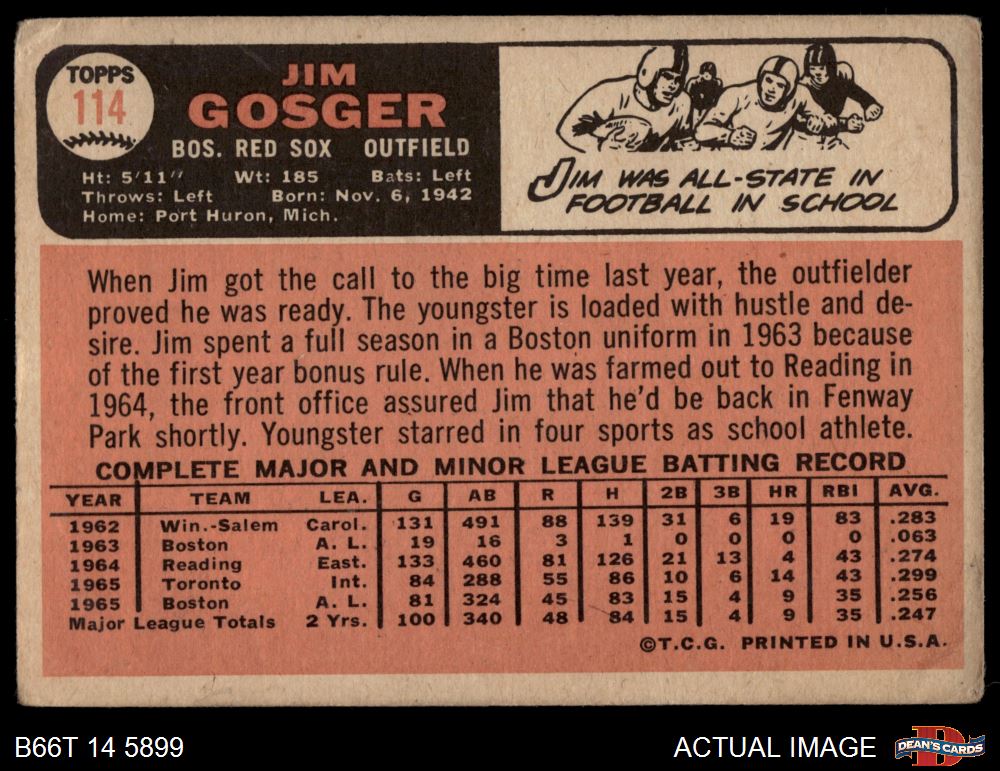 TOPPS
114
JIM
GOSGER
BOS. RED SOX OUTFIELD
Ht: 5'11" Wt: 185 Bats: Left
Throws: Left Born: Nov. 6, 1942
Home: Port Huron, Mich.
JIM WAS ALL-STATE IN
FOOTBALL IN SCHOOL
When Jim got the call to the big time last year, the outfielder
proved he was ready. The youngster is loaded with hustle and de-
sire. Jim spent a full season in a Boston uniform in 1963 because
of the first year bonus rule. When he was farmed out to Reading in
1964, the front office assured Jim that he'd be back in Fenway
Park shortly. Youngster starred in four sports as school athlete.
COMPLETE MAJOR AND MINOR LEAGUE BATTING RECORD
YEAR TEAM LEA. G AB R H 2B 3B HR RBI AVG.
1962 Win.-Salem Carol. 131 491 88 139 31 6 19 83 .283
1963 Boston A. L. 19 16 3 1 0 0 0 0 .063
1964 Reading East. 133 460 81 126 21 13 4 43 .274
1965 Toronto Int. 84 288 55 86 10 6 14 43 .299
1965 Boston A. L. 81 324 45 83 15 4 9 35 .256
Major League Totals 2 Yrs. 100 340 48 84 15 4 9 35 .247
©T.C.G. PRINTED IN U.S.A.
B66T 14 5899
ACTUAL IMAGE
DEAN'S CARDS